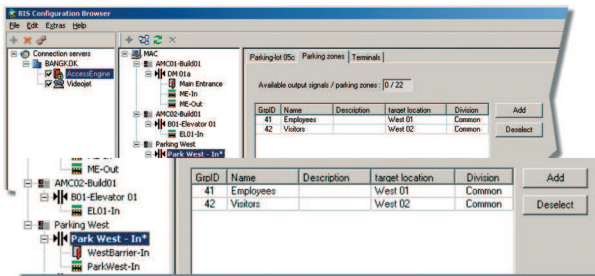 BIS Configuration Browser
File Edit Extras Help
Connection servers
BANGKOK
AccessEngine
Videojet
MAC
AMC01-Build01
DM 01a
Main Entrance
ME-In
ME-Out
AMC02-Build01
B01-Elevator 01
EL01-In
Parking West
Park West - In*
Parking-lot 05c Parking zones Terminals
Available output signals / parking zones : 0 / 22
GrpID Name Description target location Division
41 Employees West 01 Common
42 Visitors West 02 Common
Add
Deselect
ME-Out
AMC02-Build01
B01-Elevator 01
EL01-In
Parking West
Park West - In*
WestBarrier-In
ParkWest-In
GrpID Name Description target location Division
41 Employees West 01 Common
42 Visitors West 02 Common
Add
Deselect